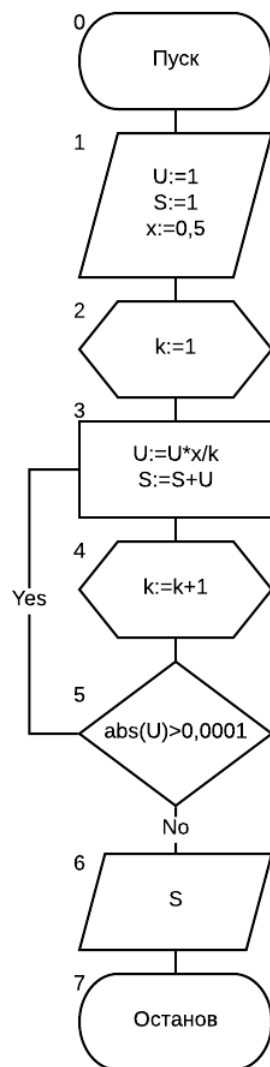 0
Пуск
1
U:=1
S:=1
x:=0,5
2
k:=1
3
U:=U*x/k
S:=S+U
4
k:=k+1
Yes
5
abs(U)>0,0001
No
6
S
7
Останов